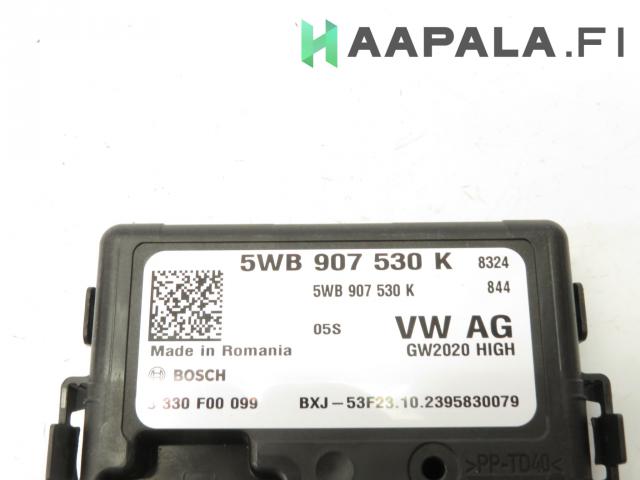 HAAPALA.FI
5WB 907 530 K 8324
5WB 907 530 K 844
05S VW AG
Made in Romania GW2020 HIGH
BOSCH
330 F00 099 BXJ-53F23.10.2395830079
>PP-TD40<